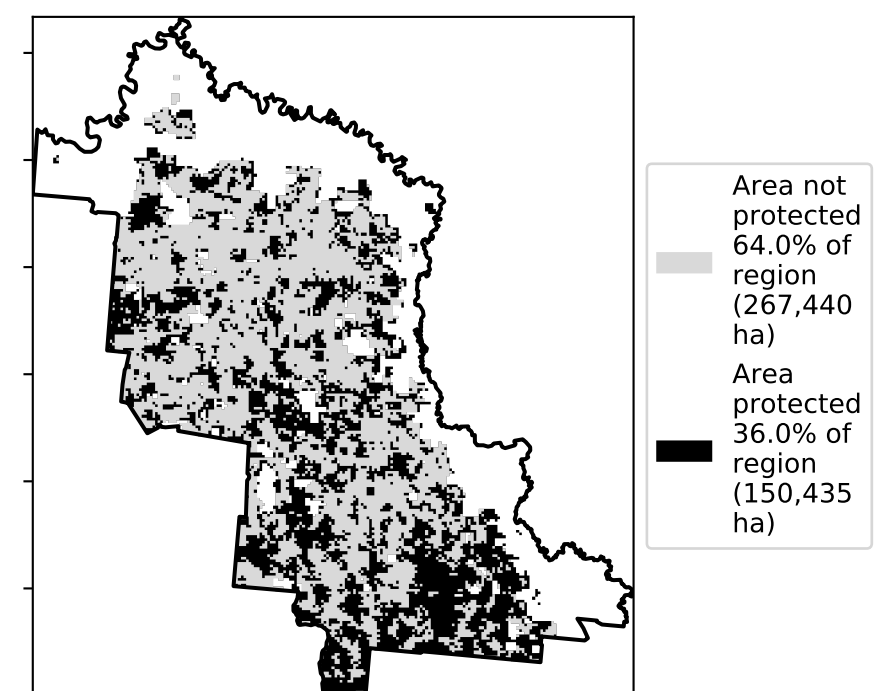 Area not
protected
64.0% of
region
(267,440
ha)
Area
protected
36.0% of
region
(150,435
ha)